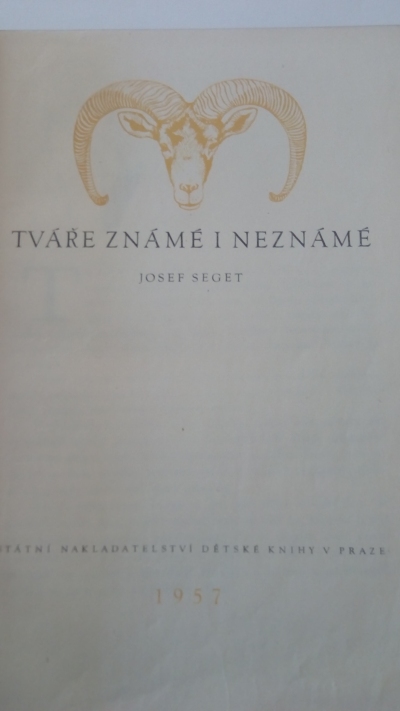 TVÁŘE ZNÁMÉ I NEZNÁMÉ
JOSEF SEGET
STÁTNÍ NAKLADATELSTVÍ DĚTSKÉ KNIHY V PRAZE
1957